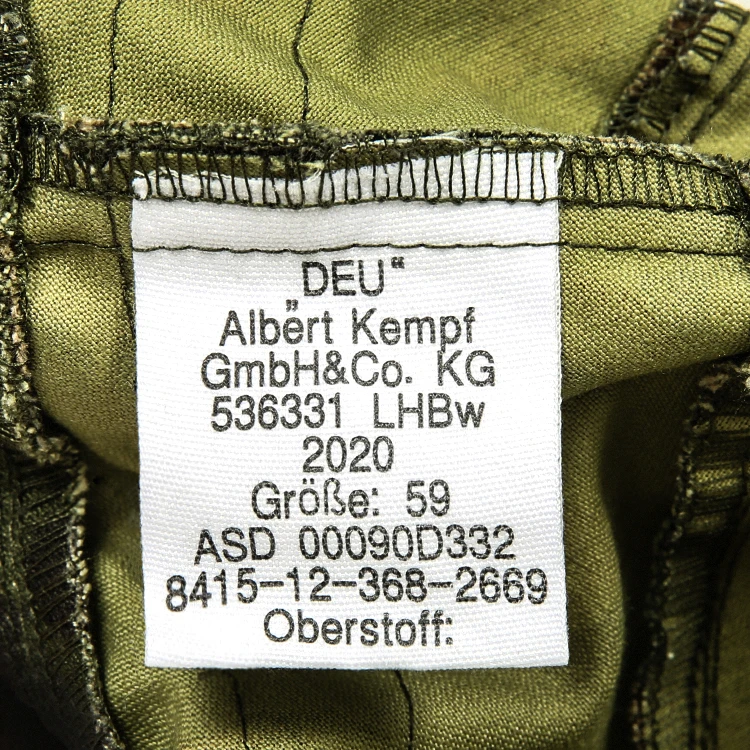 „DEU“
Albert Kempf
GmbH&Co. KG
536331 LHBw
2020
Größe: 59
ASD 00090D332
8415-12-368-2669
Oberstoff: